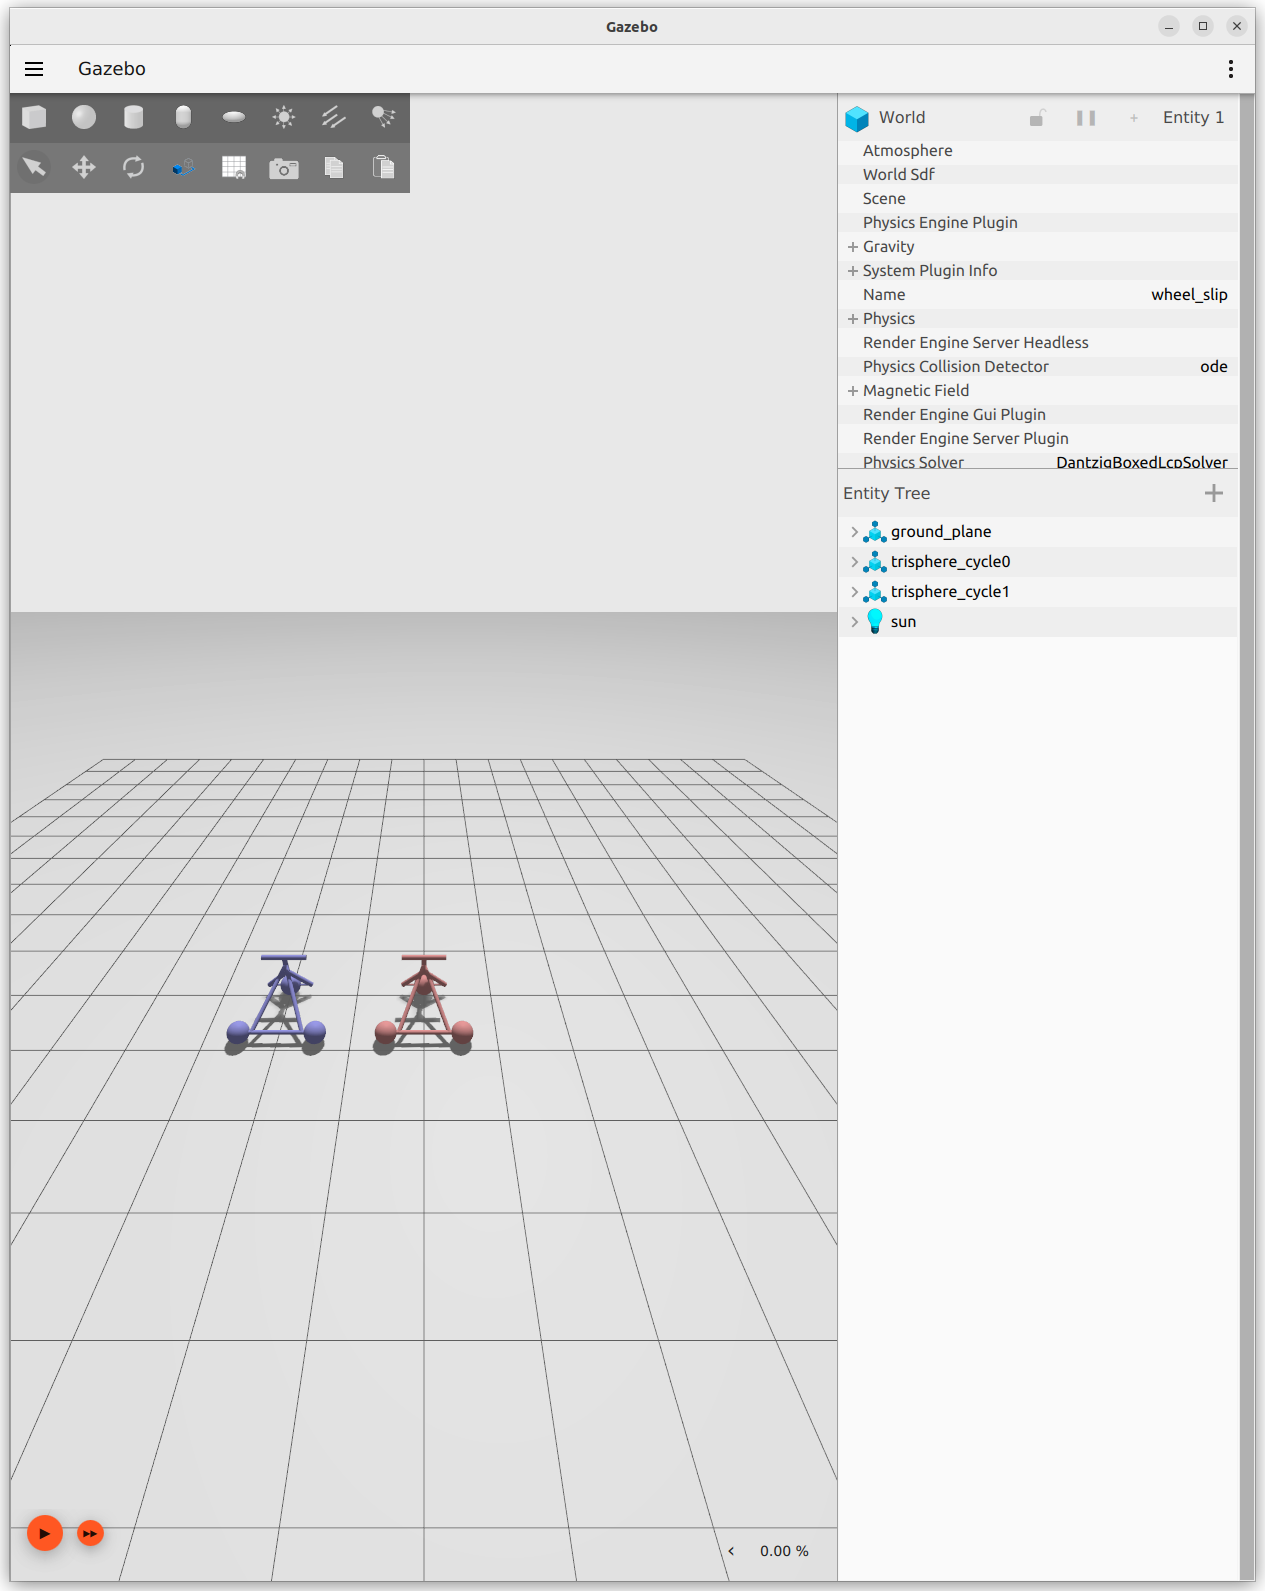 Gazebo
Gazebo
World Entity 1
Atmosphere
World Sdf
Scene
Physics Engine Plugin
Gravity
System Plugin Info
Name wheel_slip
Physics
Render Engine Server Headless
Physics Collision Detector ode
Magnetic Field
Render Engine Gui Plugin
Render Engine Server Plugin
Physics Solver DantzigBoxedLcpSolver
Entity Tree
ground_plane
trisphere_cycle0
trisphere_cycle1
sun
0.00 %